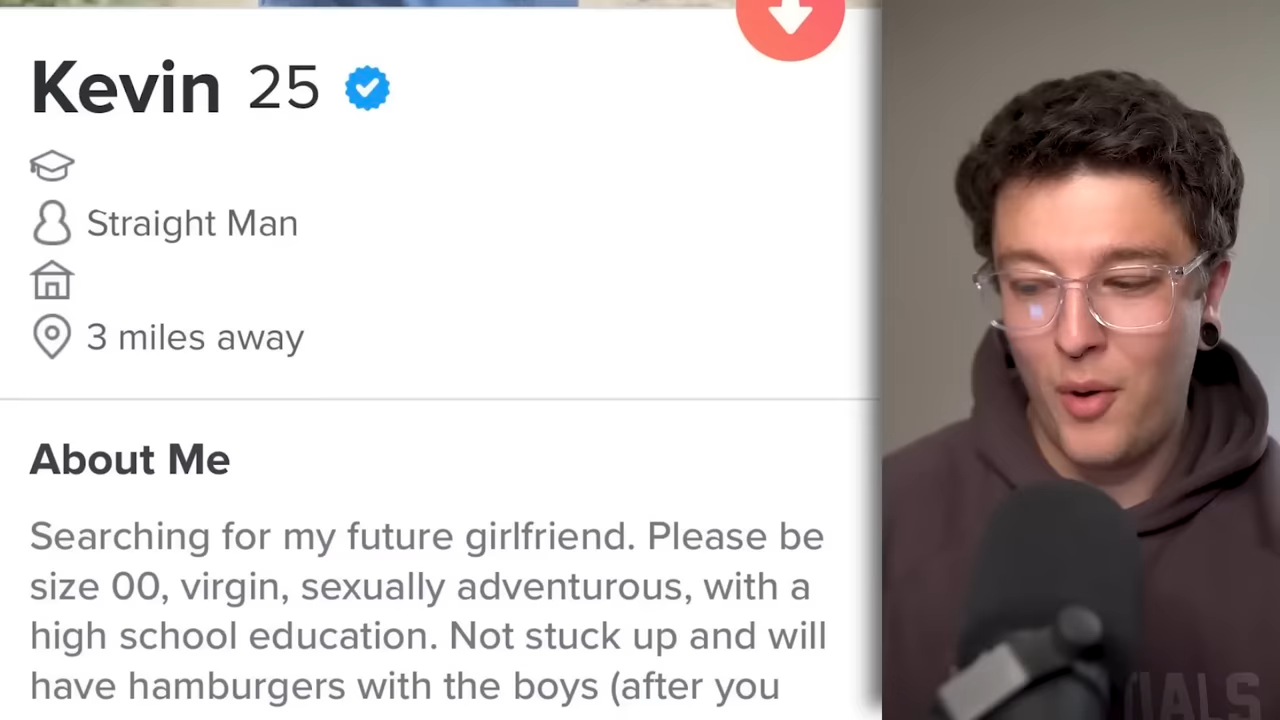 Kevin 25
Straight Man
3 miles away
About Me
Searching for my future girlfriend. Please be
size 00, virgin, sexually adventurous, with a
high school education. Not stuck up and will
have hamburgers with the boys (after you